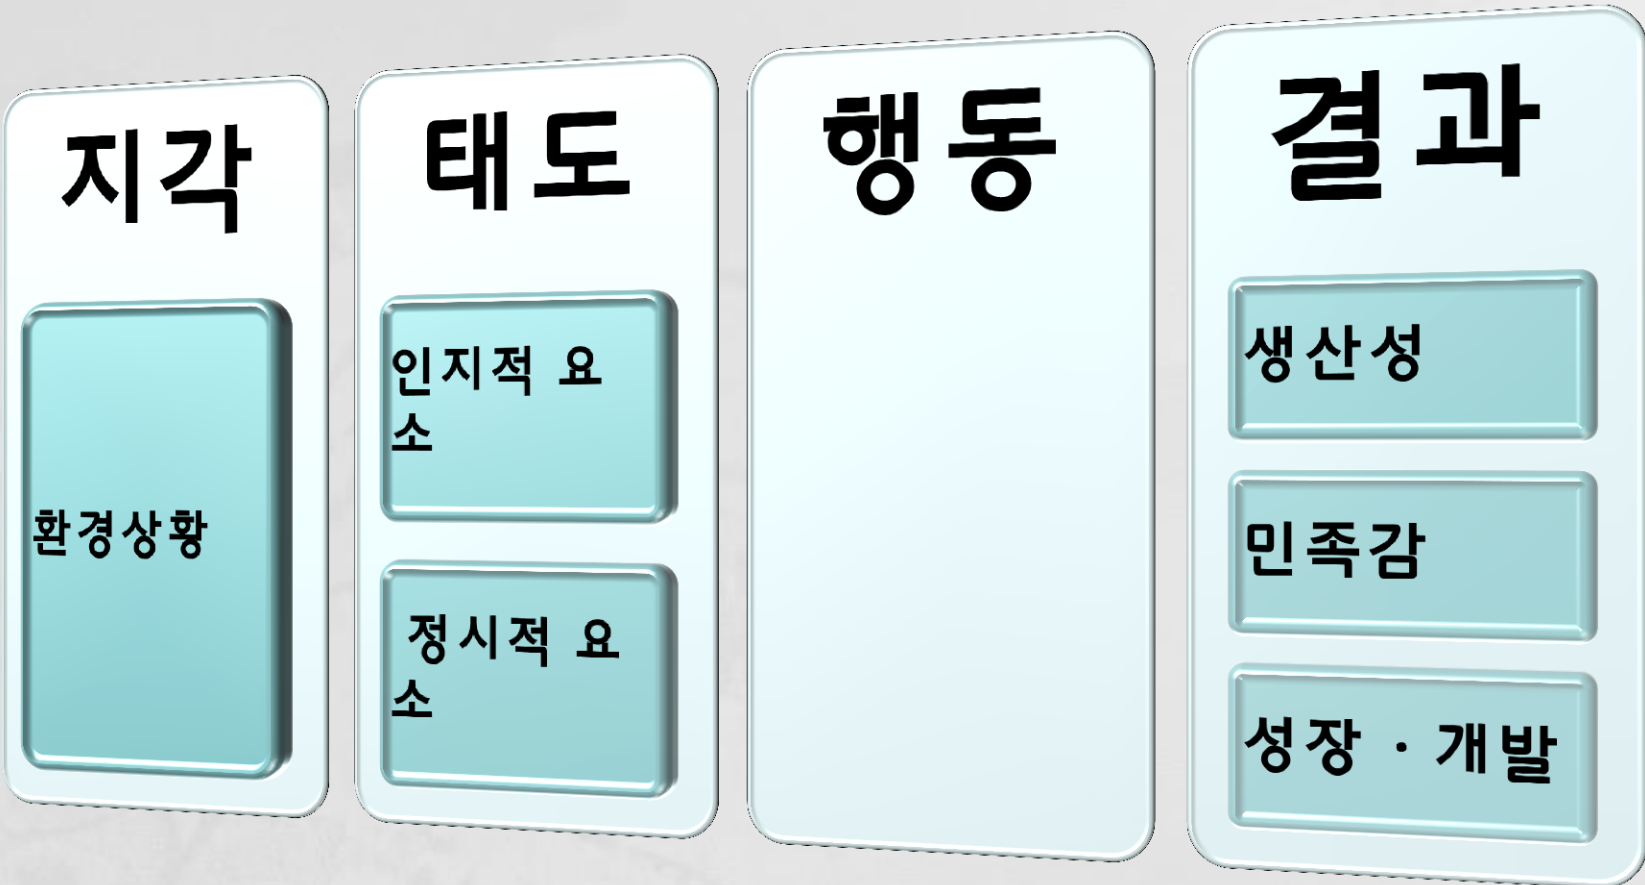 지각
환경상황
태도
인지적 요
소
정시적 요
소
행동
결과
생산성
민족감
성장 · 개발